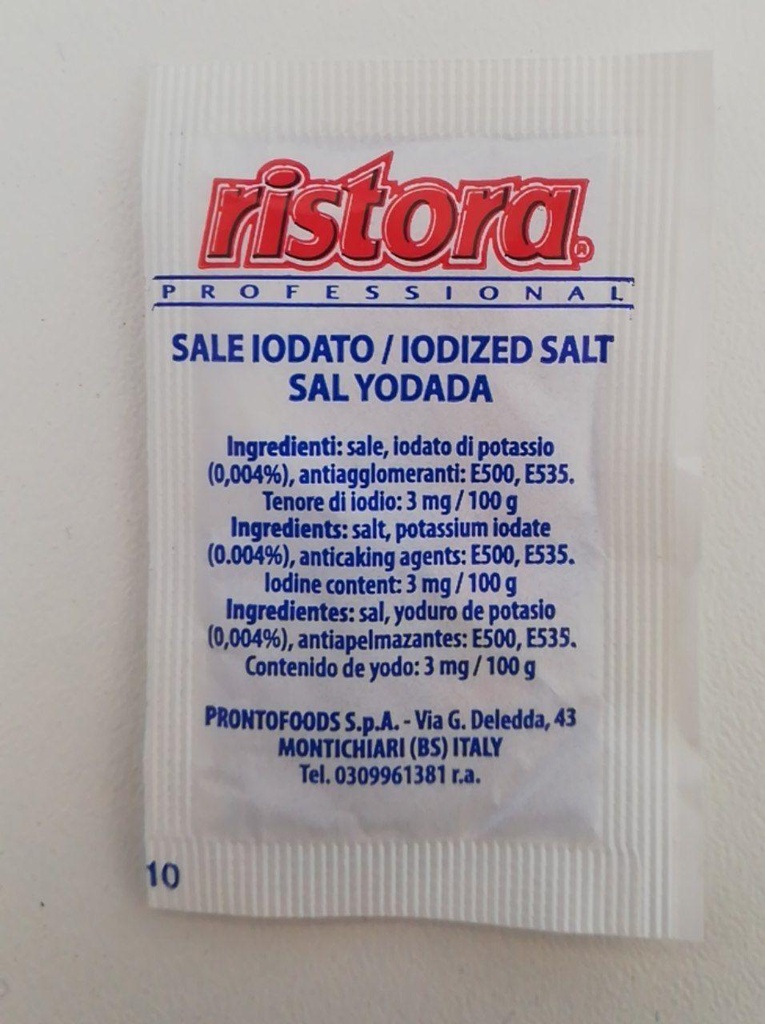 ristora®
PROFESSIONAL
SALE IODATO / IODIZED SALT
SAL YODADA
Ingredienti: sale, iodato di potassio
(0,004%), antiagglomeranti: E500, E535.
Tenore di iodio: 3 mg / 100 g
Ingredients: salt, potassium iodate
(0.004%), anticaking agents: E500, E535.
Iodine content: 3 mg / 100 g
Ingredientes: sal, yoduro de potasio
(0,004%), antiapelmazantes: E500, E535.
Contenido de yodo: 3 mg / 100 g
PRONTOFOODS S.p.A. - Via G. Deledda, 43
MONTICHIARI (BS) ITALY
Tel. 0309961381 r.a.
10